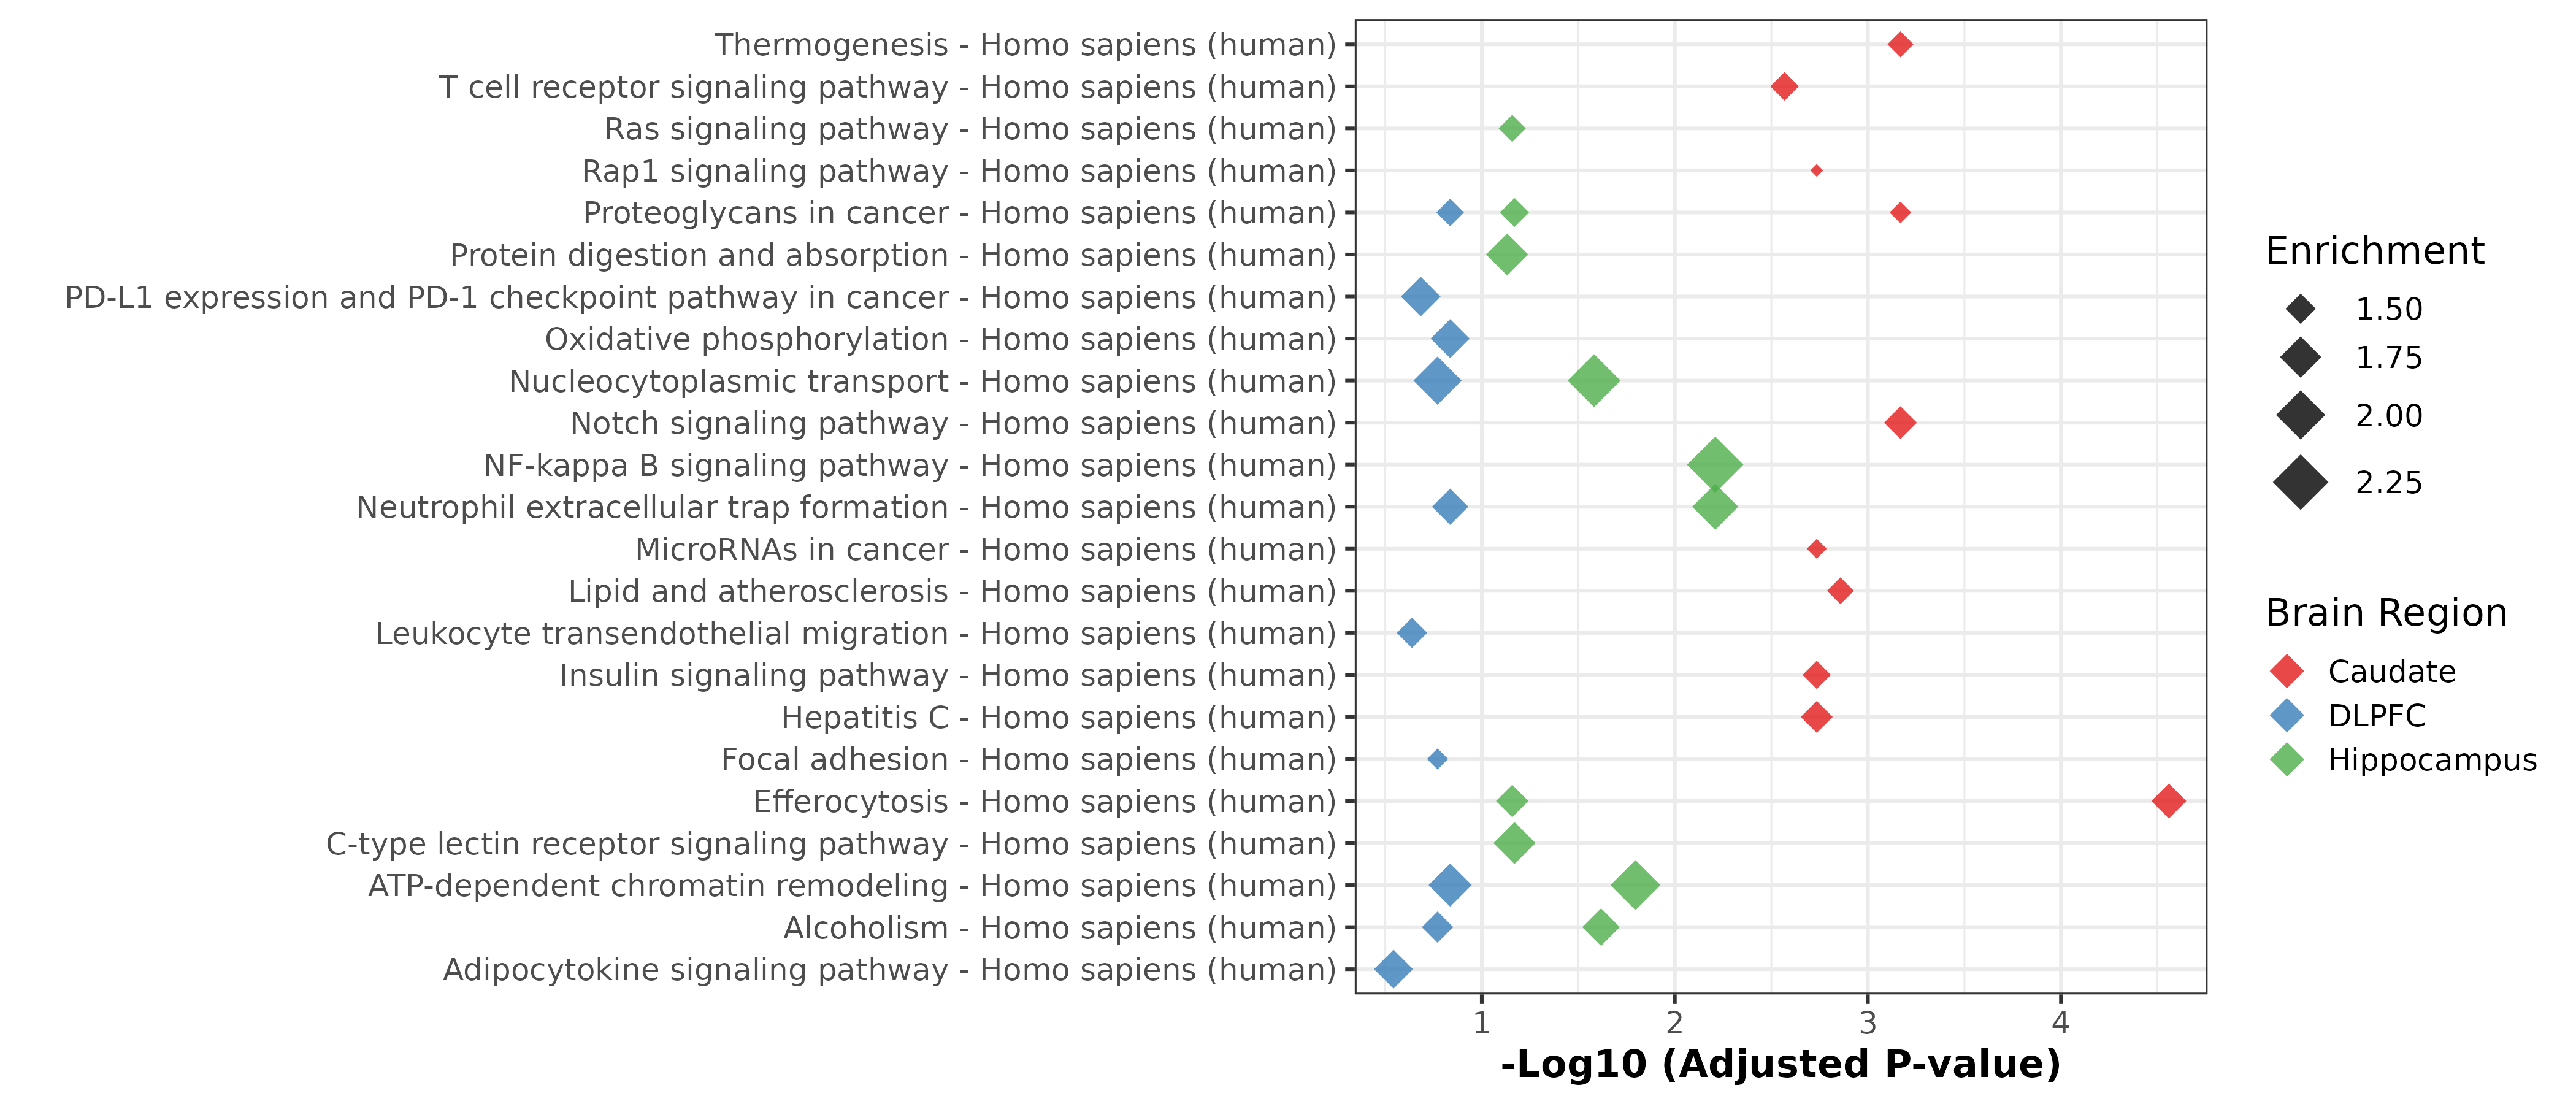 Thermogenesis - Homo sapiens (human)
T cell receptor signaling pathway - Homo sapiens (human)
Ras signaling pathway - Homo sapiens (human)
Rap1 signaling pathway - Homo sapiens (human)
Proteoglycans in cancer - Homo sapiens (human)
Protein digestion and absorption - Homo sapiens (human)
PD-L1 expression and PD-1 checkpoint pathway in cancer - Homo sapiens (human)
Oxidative phosphorylation - Homo sapiens (human)
Nucleocytoplasmic transport - Homo sapiens (human)
Notch signaling pathway - Homo sapiens (human)
NF-kappa B signaling pathway - Homo sapiens (human)
Neutrophil extracellular trap formation - Homo sapiens (human)
MicroRNAs in cancer - Homo sapiens (human)
Lipid and atherosclerosis - Homo sapiens (human)
Leukocyte transendothelial migration - Homo sapiens (human)
Insulin signaling pathway - Homo sapiens (human)
Hepatitis C - Homo sapiens (human)
Focal adhesion - Homo sapiens (human)
Efferocytosis - Homo sapiens (human)
C-type lectin receptor signaling pathway - Homo sapiens (human)
ATP-dependent chromatin remodeling - Homo sapiens (human)
Alcoholism - Homo sapiens (human)
Adipocytokine signaling pathway - Homo sapiens (human)
1 2 3 4
-Log10 (Adjusted P-value)
Enrichment
1.50
1.75
2.00
2.25
Brain Region
Caudate
DLPFC
Hippocampus